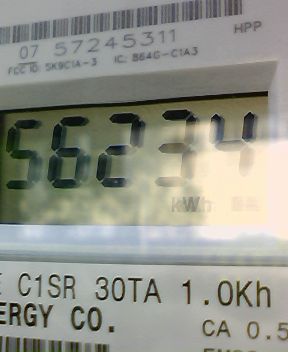 07 57245311 HPP
FCC ID: SK9C1A-3 IC: 864G-C1A3
56234
kWh
C1SR 30TA 1.0Kh
ERGY CO.
CA 0.5